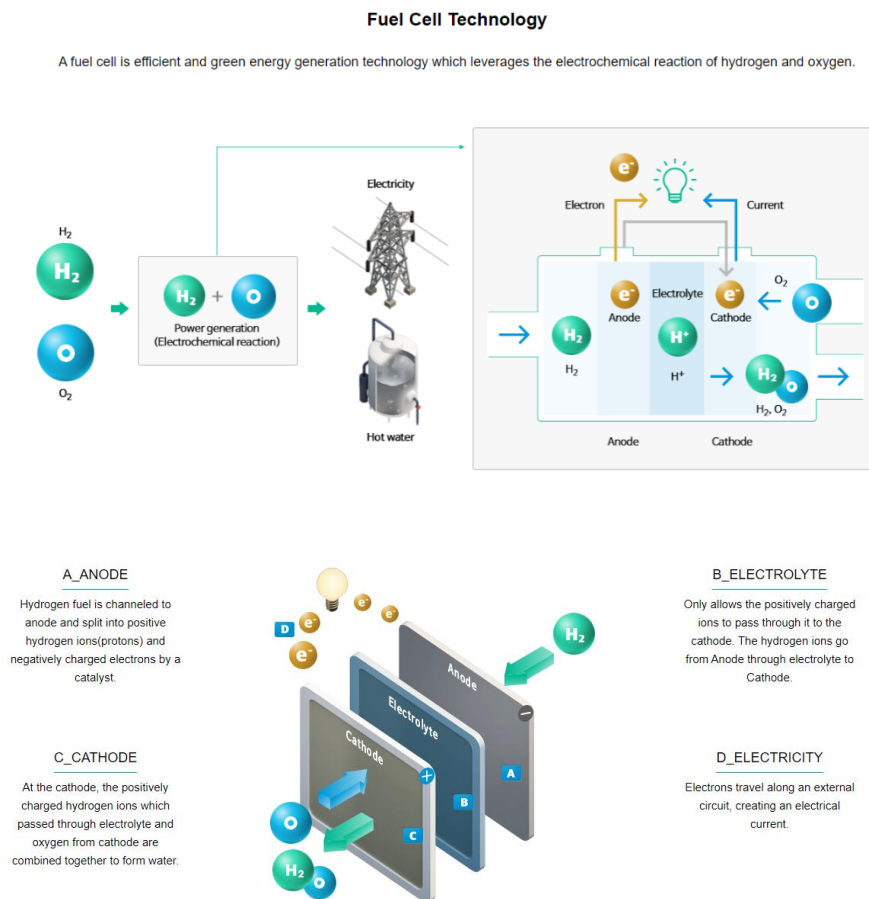 Fuel Cell Technology
A fuel cell is efficient and green energy generation technology which leverages the electrochemical reaction of hydrogen and oxygen.
H₂
H₂
O
O₂
H₂ + O
Power generation
(Electrochemical reaction)
Electricity
Hot water
e⁻
Electron
Current
e⁻
Anode
Electrolyte
e⁻
Cathode
O₂
O
H₂
H₂
H⁺
H⁺
H₂
O
H₂, O₂
Anode
Cathode
A_ANODE
Hydrogen fuel is channeled to
anode and split into positive
hydrogen ions(protons) and
negatively charged electrons by a
catalyst.
C_CATHODE
At the cathode, the positively
charged hydrogen ions which
passed through electrolyte and
oxygen from cathode are
combined together to form water.
D
e⁻
e⁻
e⁻
e⁻
H₂
Anode
−
Electrolyte
Cathode
+
A
B
C
O
H₂
O
B_ELECTROLYTE
Only allows the positively charged
ions to pass through it to the
cathode. The hydrogen ions go
from Anode through electrolyte to
Cathode.
D_ELECTRICITY
Electrons travel along an external
circuit, creating an electrical
current.